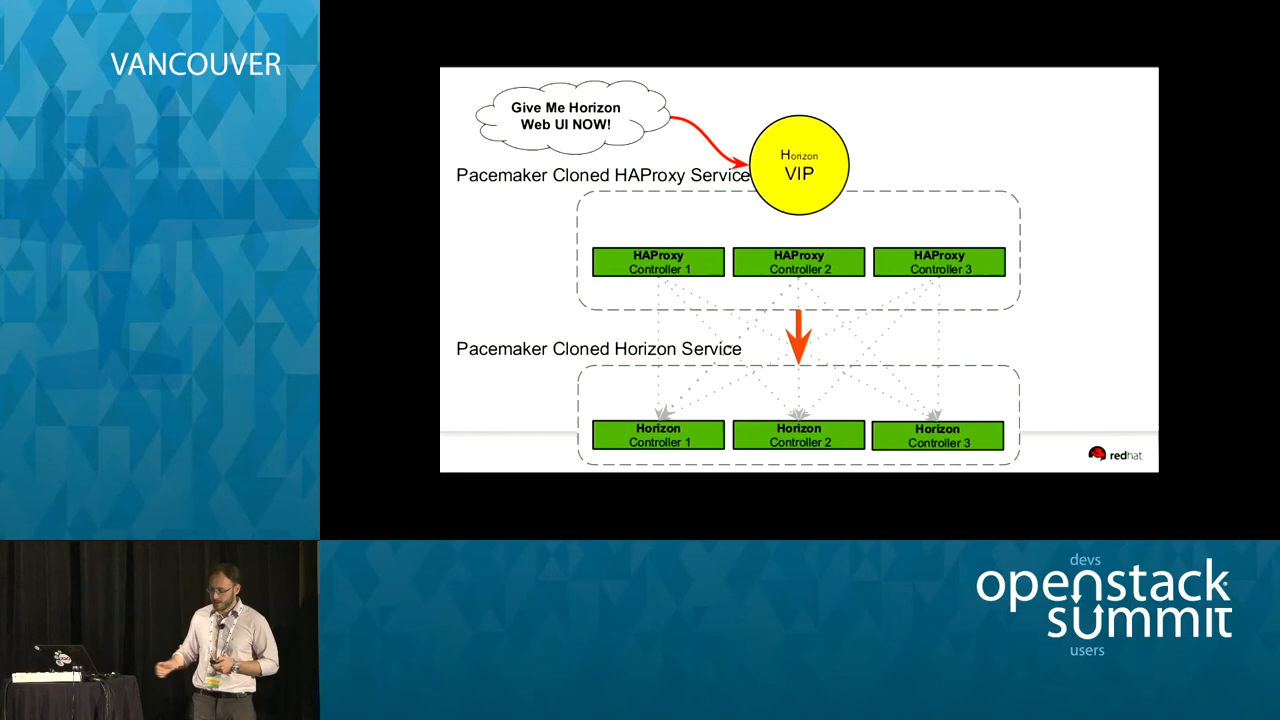 VANCOUVER
Give Me Horizon
Web UI NOW!
Horizon
VIP
Pacemaker Cloned HAProxy Service
HAProxy
Controller 1
HAProxy
Controller 2
HAProxy
Controller 3
Pacemaker Cloned Horizon Service
Horizon
Controller 1
Horizon
Controller 2
Horizon
Controller 3
redhat
devs
openstack
summit
users